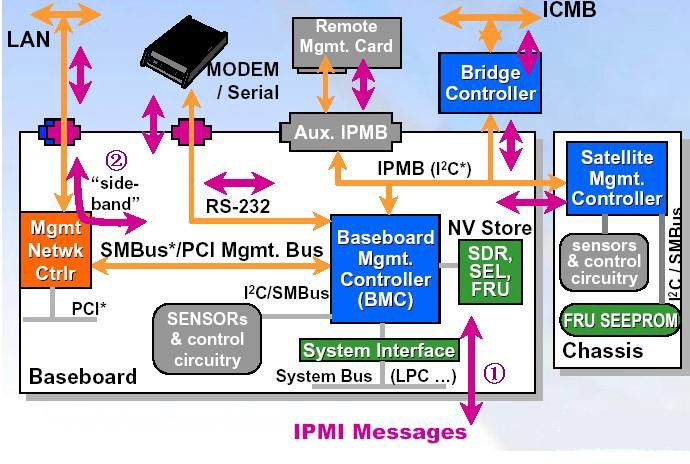 ICMB
LAN
Remote
Mgmt. Card
MODEM
/ Serial
Bridge
Controller
Aux. IPMB
②
“side-
band”
IPMB (I²C*)
Satellite
Mgmt.
Controller
RS-232
Mgmt
Netwk
Ctrlr
SMBus*/PCI Mgmt. Bus
Baseboard
Mgmt.
Controller
(BMC)
NV Store
SDR,
SEL,
FRU
sensors
& control
circuitry
I²C / SMBus
I²C/SMBus
PCI*
SENSORs
& control
circuitry
FRU SEEPROM
System Interface
Chassis
Baseboard
System Bus
(LPC ...)
①
IPMI Messages